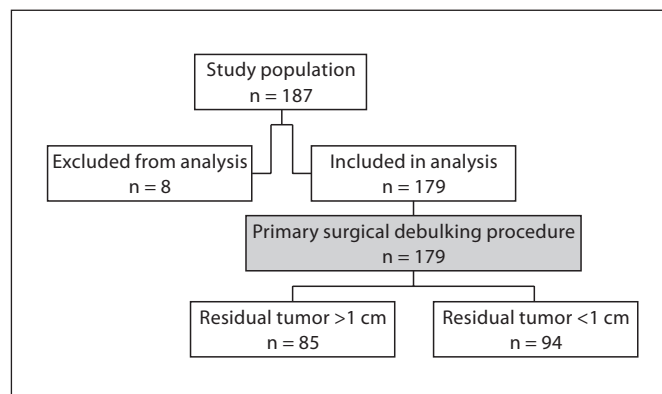 Study population
n = 187
Excluded from analysis
n = 8
Included in analysis
n = 179
Primary surgical debulking procedure
n = 179
Residual tumor >1 cm
n = 85
Residual tumor <1 cm
n = 94